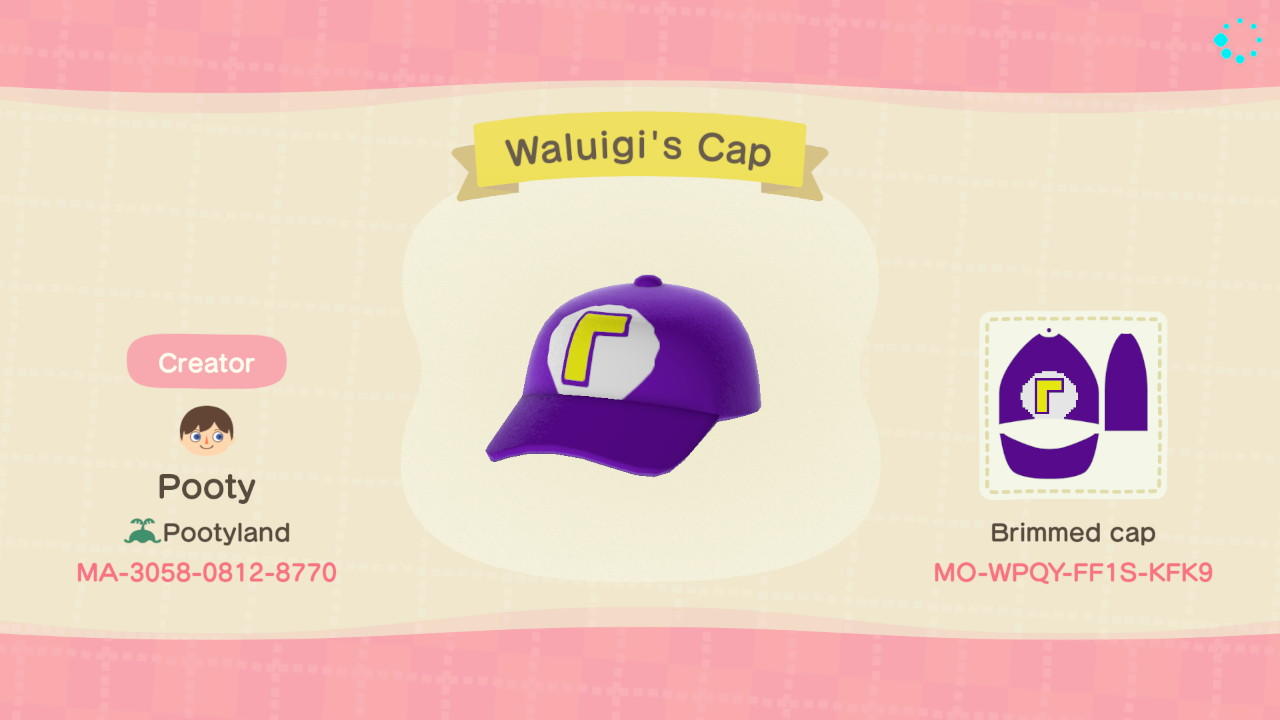 Waluigi's Cap
Creator
Pooty
Pootyland
MA-3058-0812-8770
Γ
Γ
Brimmed cap
MO-WPQY-FF1S-KFK9